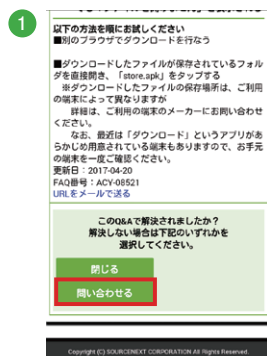 1
以下の方法を順にお試しください
■別のブラウザでダウンロードを行なう
■ダウンロードしたファイルが保存されているフォル
ダを直接開き、「store.apk」をタップする
※ダウンロードしたファイルの保存場所は、ご利用
の端末によって異なりますが
詳細は、ご利用の端末のメーカーにお問い合わせ
ください。
なお、最近は「ダウンロード」というアプリがあ
らかじめ用意されている端末もありますので、お手元
の端末を一度ご確認ください。
更新日：2017-04-20
FAQ番号：ACY-08521
URLをメールで送る
このQ&Aで解決されましたか？
解決しない場合は下記のいずれかを
選択してください。
閉じる
問い合わせる
Copyright (C) SOURCENEXT CORPORATION All Rights Reserved.